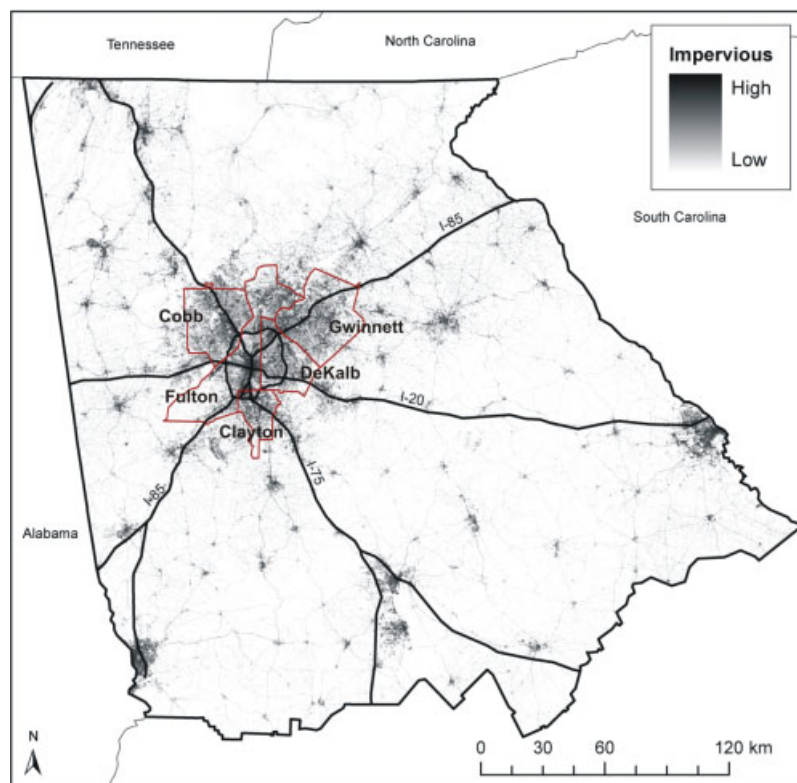 Tennessee
North Carolina
Impervious
High
Low
South Carolina
I-85
Cobb
Gwinnett
DeKalb
Fulton
I-20
Clayton
I-75
I-85
Alabama
N
0 30 60 120 km